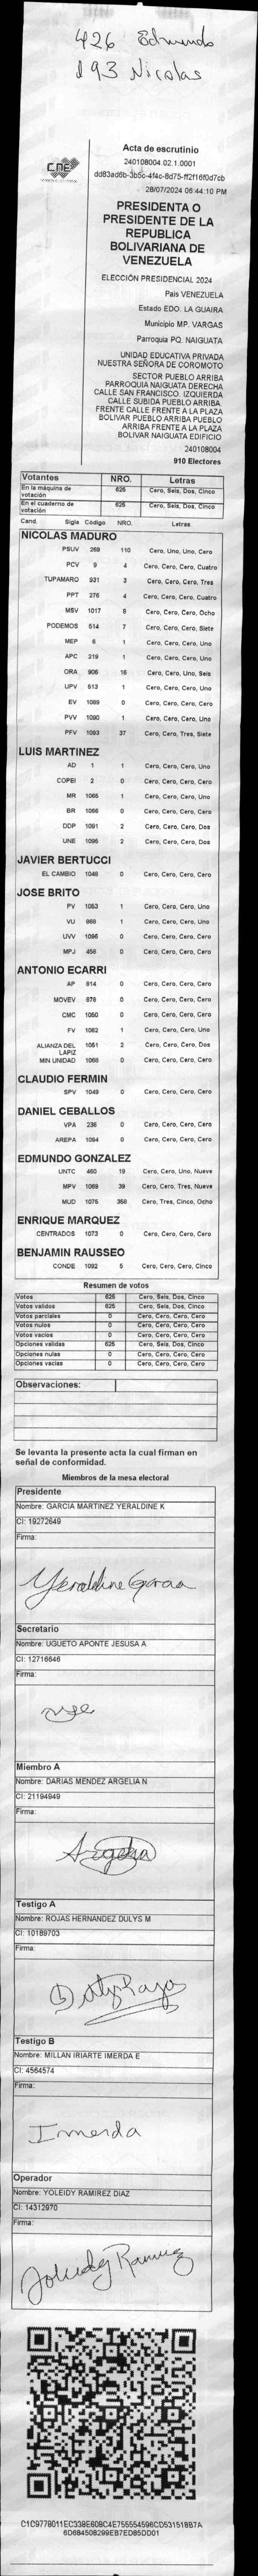 426 Edmundo
193 Nicolas
CNE
Acta de escrutinio
240108004.02.1.0001
dd83ad6b-3b5c-4f4c-8d75-ff2f16f0d7cb
28/07/2024 06:44:10 PM
PRESIDENTA O
PRESIDENTE DE LA
REPUBLICA
BOLIVARIANA DE
VENEZUELA
ELECCIÓN PRESIDENCIAL 2024
Pais VENEZUELA
Estado EDO. LA GUAIRA
Municipio MP. VARGAS
Parroquia PQ. NAIGUATA
UNIDAD EDUCATIVA PRIVADA
NUESTRA SEÑORA DE COROMOTO
SECTOR PUEBLO ARRIBA
PARROQUIA NAIGUATA DERECHA
CALLE SAN FRANCISCO. IZQUIERDA
CALLE SUBIDA PUEBLO ARRIBA.
FRENTE CALLE FRENTE A LA PLAZA
BOLIVAR PUEBLO ARRIBA PUEBLO
ARRIBA FRENTE A LA PLAZA
BOLIVAR NAIGUATA EDIFICIO
240108004
910 Electores
Votantes NRO. Letras
En la máquina de votación 625 Cero, Seis, Dos, Cinco
En el cuaderno de votación 625 Cero, Seis, Dos, Cinco
Cand. Sigla Código NRO. Letras
NICOLAS MADURO
PSUV 269 110 Cero, Uno, Uno, Cero
PCV 9 4 Cero, Cero, Cero, Cuatro
TUPAMARO 931 3 Cero, Cero, Cero, Tres
PPT 276 4 Cero, Cero, Cero, Cuatro
MSV 1017 8 Cero, Cero, Cero, Ocho
PODEMOS 514 7 Cero, Cero, Cero, Siete
MEP 6 1 Cero, Cero, Cero, Uno
APC 219 1 Cero, Cero, Cero, Uno
ORA 906 16 Cero, Cero, Uno, Seis
UPV 513 1 Cero, Cero, Cero, Uno
EV 1089 0 Cero, Cero, Cero, Cero
PVV 1090 1 Cero, Cero, Cero, Uno
PFV 1093 37 Cero, Cero, Tres, Siete
LUIS MARTINEZ
AD 1 1 Cero, Cero, Cero, Uno
COPEI 2 0 Cero, Cero, Cero, Cero
MR 1065 1 Cero, Cero, Cero, Uno
BR 1066 0 Cero, Cero, Cero, Cero
DDP 1091 2 Cero, Cero, Cero, Dos
UNE 1095 2 Cero, Cero, Cero, Dos
JAVIER BERTUCCI
EL CAMBIO 1048 0 Cero, Cero, Cero, Cero
JOSE BRITO
PV 1053 1 Cero, Cero, Cero, Uno
VU 868 1 Cero, Cero, Cero, Uno
UVV 1096 0 Cero, Cero, Cero, Cero
MPJ 458 0 Cero, Cero, Cero, Cero
ANTONIO ECARRI
AP 814 0 Cero, Cero, Cero, Cero
MOVEV 878 0 Cero, Cero, Cero, Cero
CMC 1050 0 Cero, Cero, Cero, Cero
FV 1062 1 Cero, Cero, Cero, Uno
ALIANZA DEL LAPIZ 1051 2 Cero, Cero, Cero, Dos
MIN UNIDAD 1068 0 Cero, Cero, Cero, Cero
CLAUDIO FERMIN
SPV 1049 0 Cero, Cero, Cero, Cero
DANIEL CEBALLOS
VPA 236 0 Cero, Cero, Cero, Cero
AREPA 1094 0 Cero, Cero, Cero, Cero
EDMUNDO GONZALEZ
UNTC 460 19 Cero, Cero, Uno, Nueve
MPV 1069 39 Cero, Cero, Tres, Nueve
MUD 1075 358 Cero, Tres, Cinco, Ocho
ENRIQUE MARQUEZ
CENTRADOS 1073 0 Cero, Cero, Cero, Cero
BENJAMIN RAUSSEO
CONDE 1092 5 Cero, Cero, Cero, Cinco
Resumen de votos
Votos 625 Cero, Seis, Dos, Cinco
Votos validos 625 Cero, Seis, Dos, Cinco
Votos parciales 0 Cero, Cero, Cero, Cero
Votos nulos 0 Cero, Cero, Cero, Cero
Votos vacios 0 Cero, Cero, Cero, Cero
Opciones validas 625 Cero, Seis, Dos, Cinco
Opciones nulas 0 Cero, Cero, Cero, Cero
Opciones vacias 0 Cero, Cero, Cero, Cero
Observaciones:
Se levanta la presente acta la cual firman en
señal de conformidad.
Miembros de la mesa electoral
Presidente
Nombre: GARCIA MARTINEZ YERALDINE K
CI: 19272649
Firma:
Yeraldine Garcia
Secretario
Nombre: UGUETO APONTE JESUSA A
CI: 12716646
Firma:
Miembro A
Nombre: DARIAS MENDEZ ARGELIA N
CI: 21194949
Firma:
Argelia
Testigo A
Nombre: ROJAS HERNANDEZ DULYS M
CI: 10189703
Firma:
Testigo B
Nombre: MILLAN IRIARTE IMERDA E
CI: 4564574
Firma:
Imerda
Operador
Nombre: YOLEIDY RAMIREZ DIAZ
CI: 14312970
Firma:
Yoleidy Ramirez
C1C9778011EC338E608C4E755554596CD531518B7A
6D684508299EB7ED85DD01